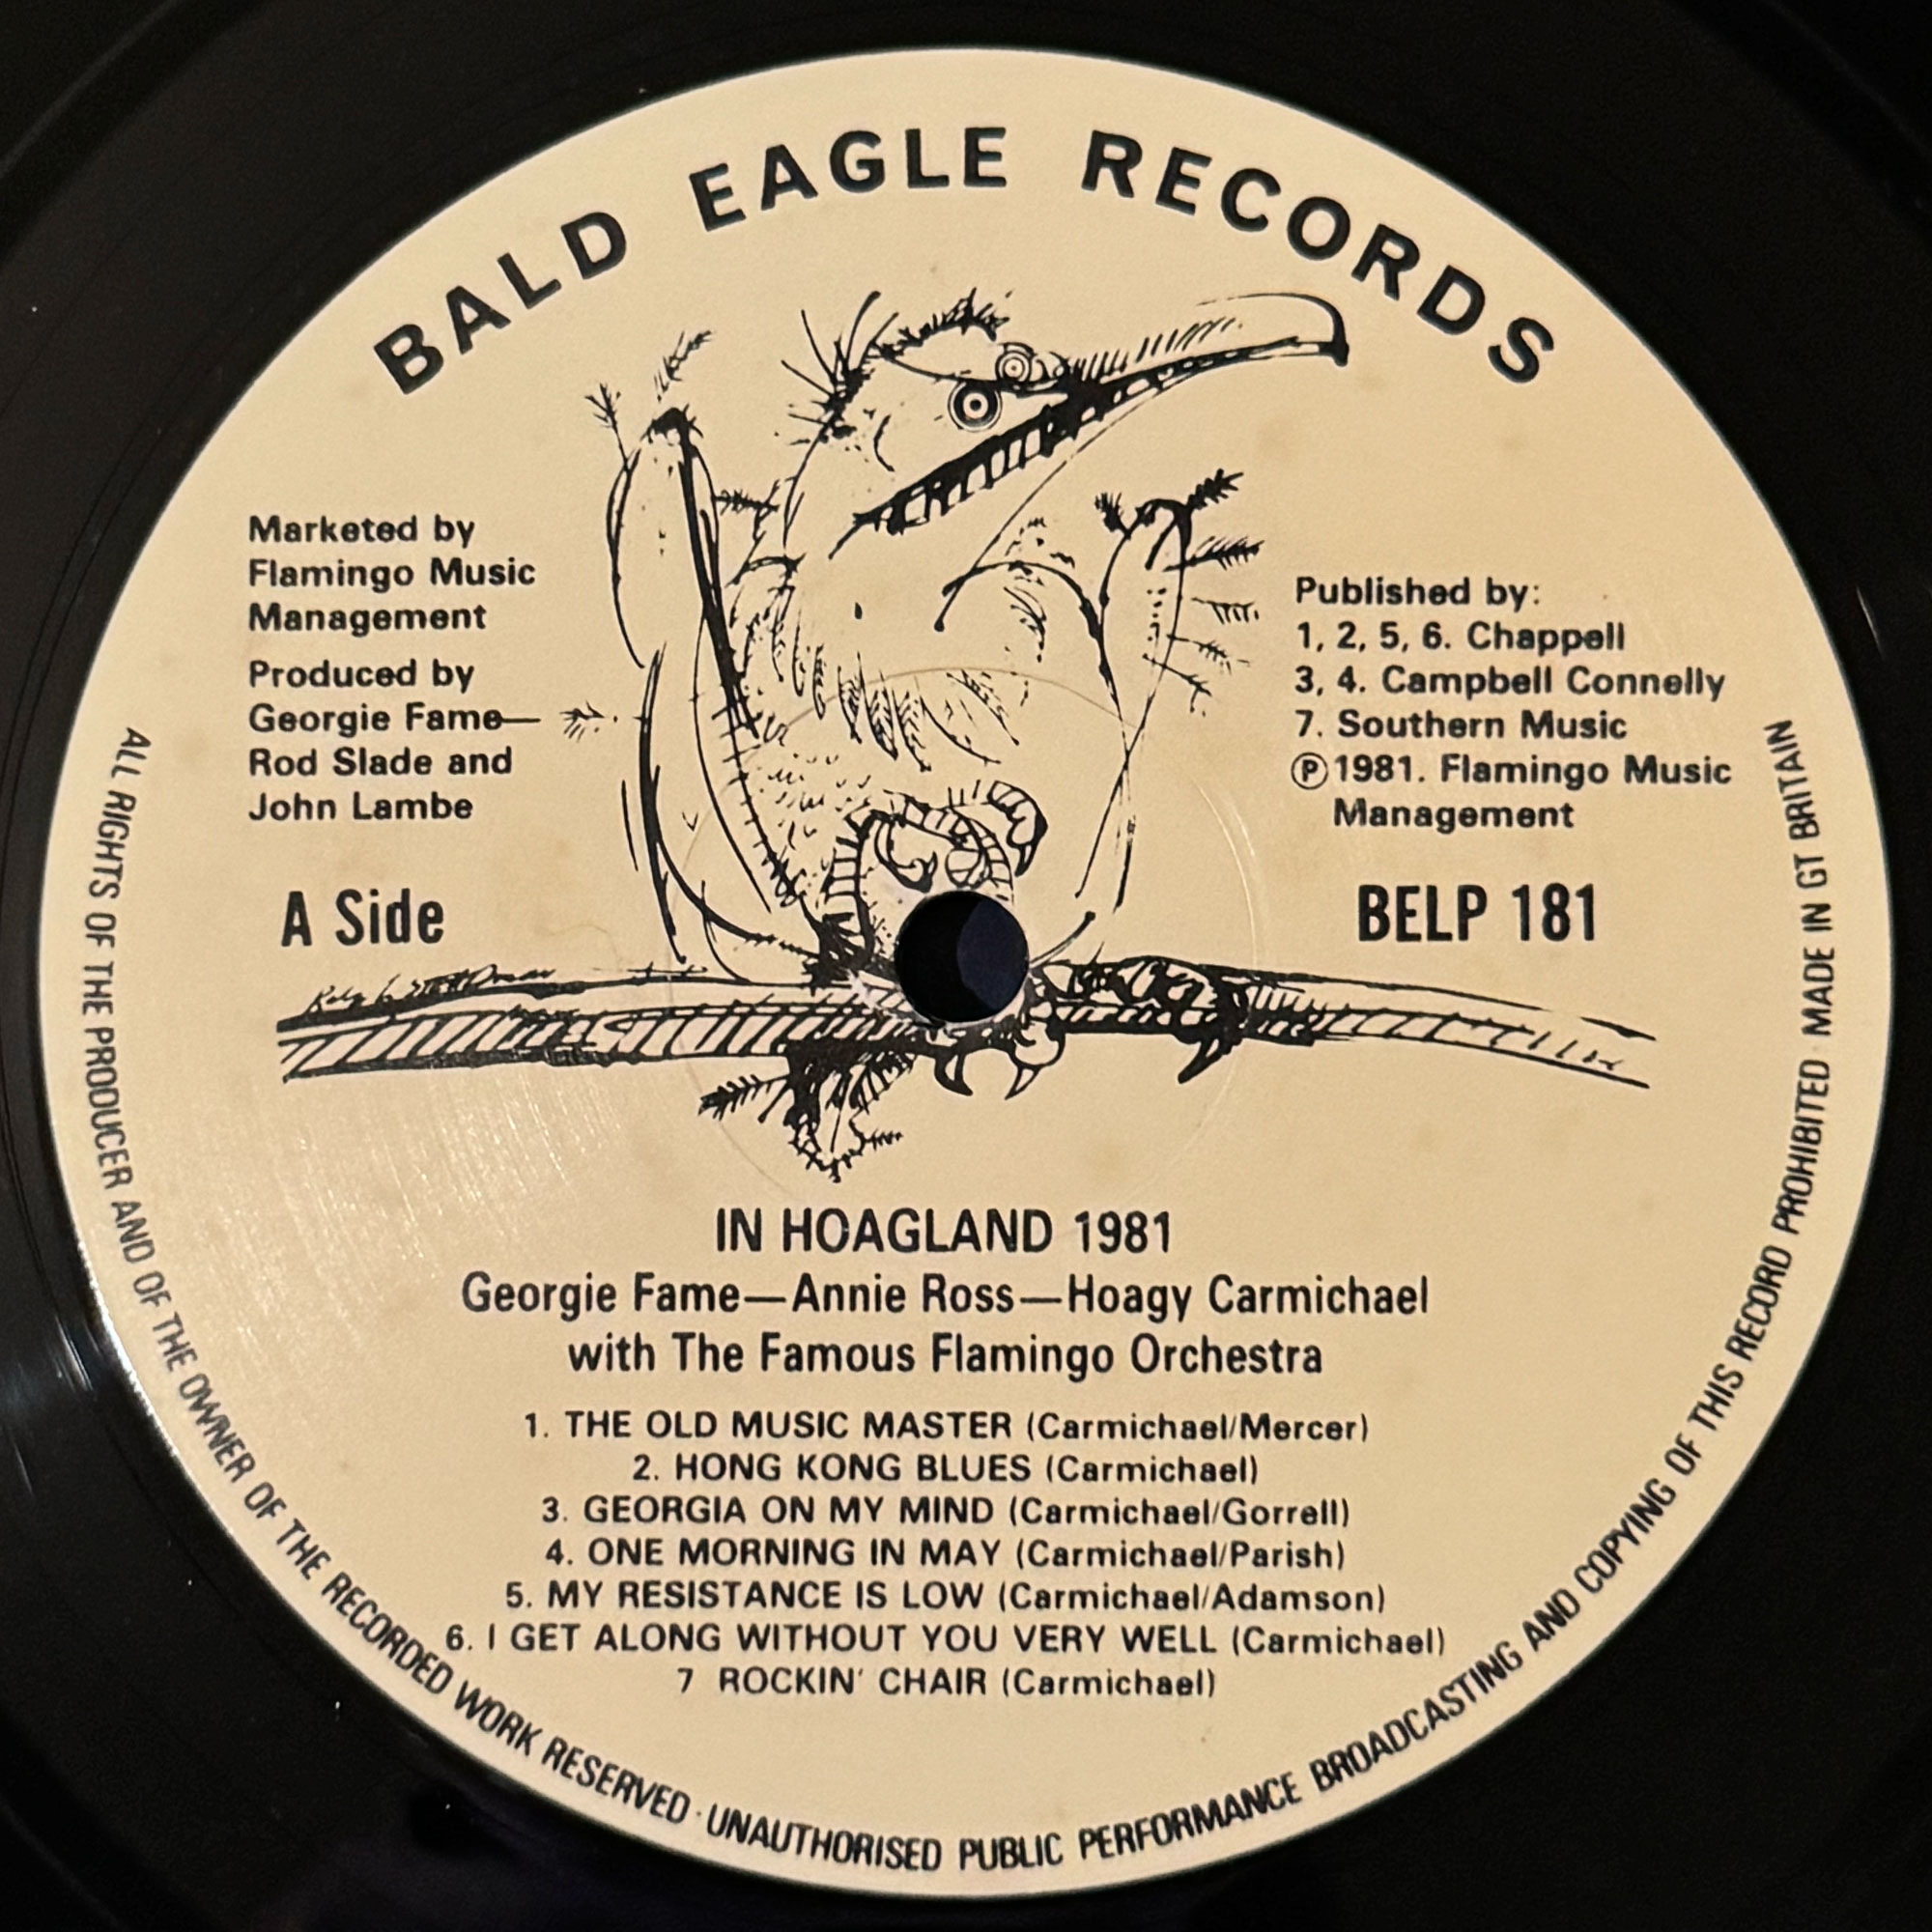 BALD EAGLE RECORDS
Marketed by
Flamingo Music
Management
Produced by
Georgie Fame—
Rod Slade and
John Lambe
Published by:
1, 2, 5, 6. Chappell
3, 4. Campbell Connelly
7. Southern Music
℗1981. Flamingo Music
Management
A Side
BELP 181
IN HOAGLAND 1981
Georgie Fame—Annie Ross—Hoagy Carmichael
with The Famous Flamingo Orchestra
1. THE OLD MUSIC MASTER (Carmichael/Mercer)
2. HONG KONG BLUES (Carmichael)
3. GEORGIA ON MY MIND (Carmichael/Gorrell)
4. ONE MORNING IN MAY (Carmichael/Parish)
5. MY RESISTANCE IS LOW (Carmichael/Adamson)
6. I GET ALONG WITHOUT YOU VERY WELL (Carmichael)
7 ROCKIN' CHAIR (Carmichael)
ALL RIGHTS OF THE PRODUCER AND OF THE OWNER OF THE RECORDED WORK RESERVED · UNAUTHORISED PUBLIC PERFORMANCE BROADCASTING AND COPYING OF THIS RECORD PROHIBITED · MADE IN GT BRITAIN